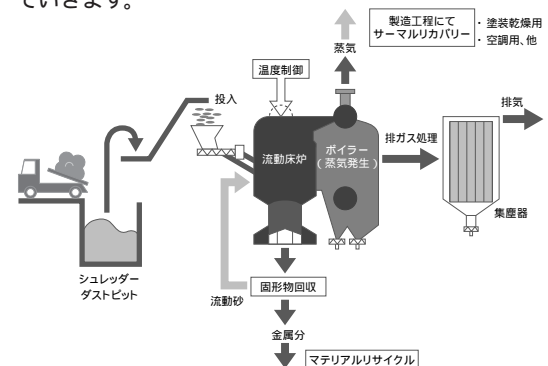 ていきます。
製造工程にて
サーマルリカバリー
・ 塗装乾燥用
・ 空調用、他
蒸気
温度制御
投入
排気
流動床炉
ボイラー
(蒸気発生)
排ガス処理
集塵器
シュレッダー
ダストピット
流動砂
固形物回収
金属分
マテリアルリサイクル